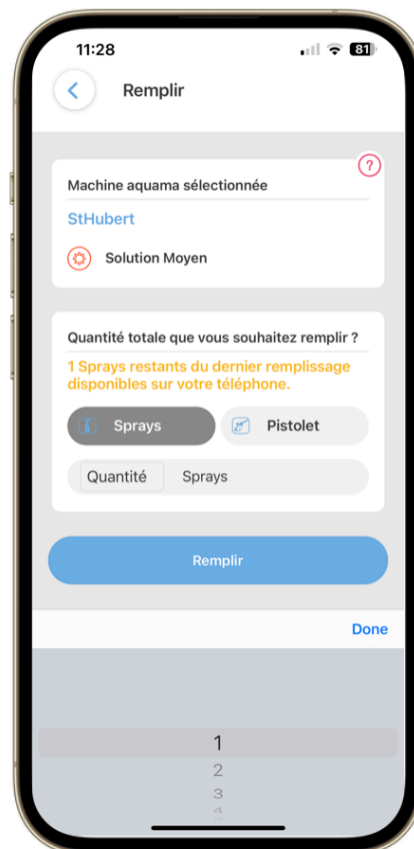 11:28
81
Remplir
?
Machine aquama sélectionnée
StHubert
Solution Moyen
Quantité totale que vous souhaitez remplir ?
1 Sprays restants du dernier remplissage
disponibles sur votre téléphone.
Sprays
Pistolet
Quantité
Sprays
Remplir
Done
1
2
3
4